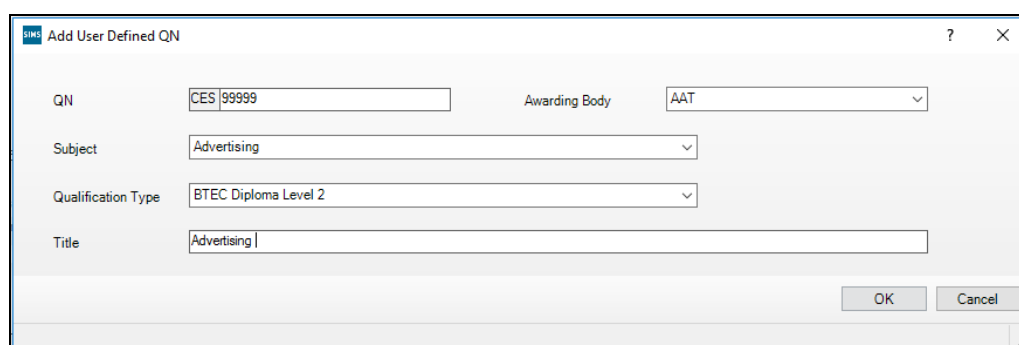 SIMS Add User Defined QN ? X
QN CES 99999 Awarding Body AAT
Subject Advertising
Qualification Type BTEC Diploma Level 2
Title Advertising
OK Cancel